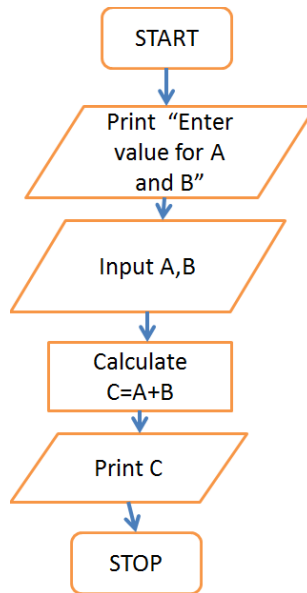 START
Print “Enter
value for A
and B”
Input A,B
Calculate
C=A+B
Print C
STOP